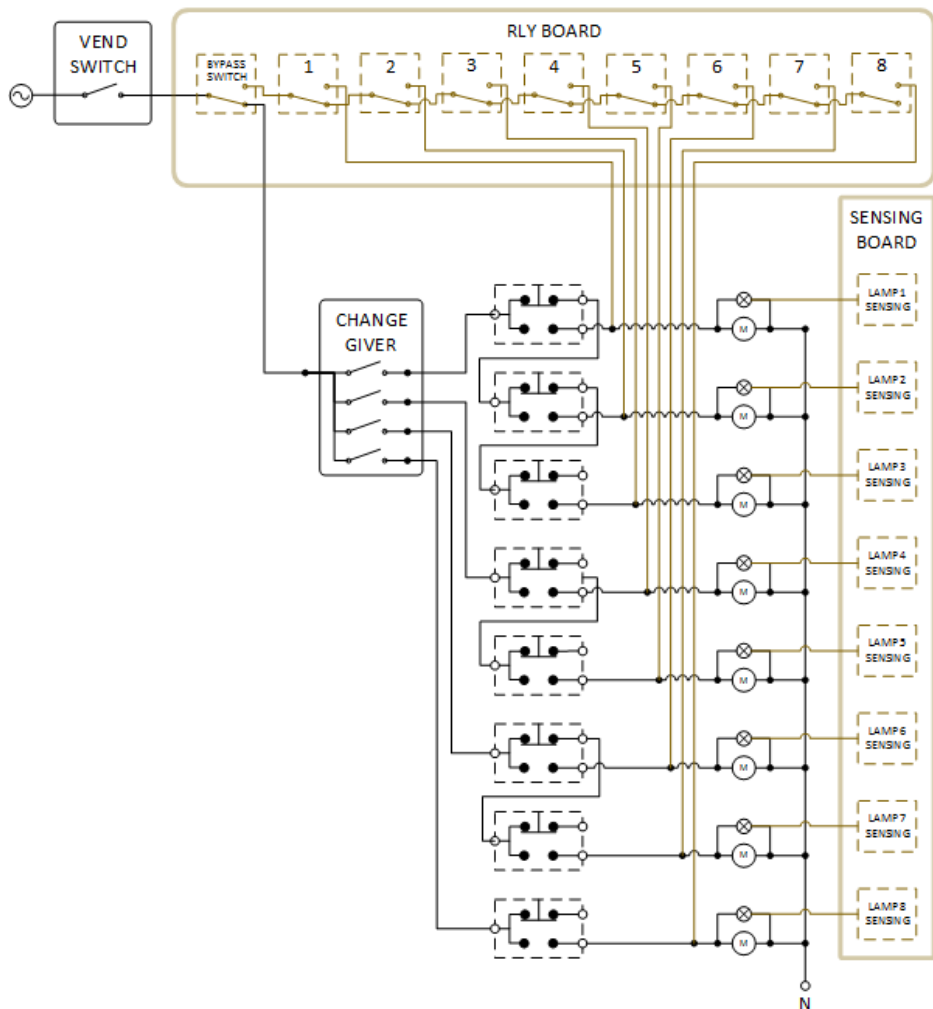 RLY BOARD
VEND
SWITCH
BYPASS
SWITCH
1
2
3
4
5
6
7
8
SENSING
BOARD
CHANGE
GIVER
M
LAMP1
SENSING
M
LAMP2
SENSING
M
LAMP3
SENSING
M
LAMP4
SENSING
M
LAMP5
SENSING
M
LAMP6
SENSING
M
LAMP7
SENSING
M
LAMP8
SENSING
N